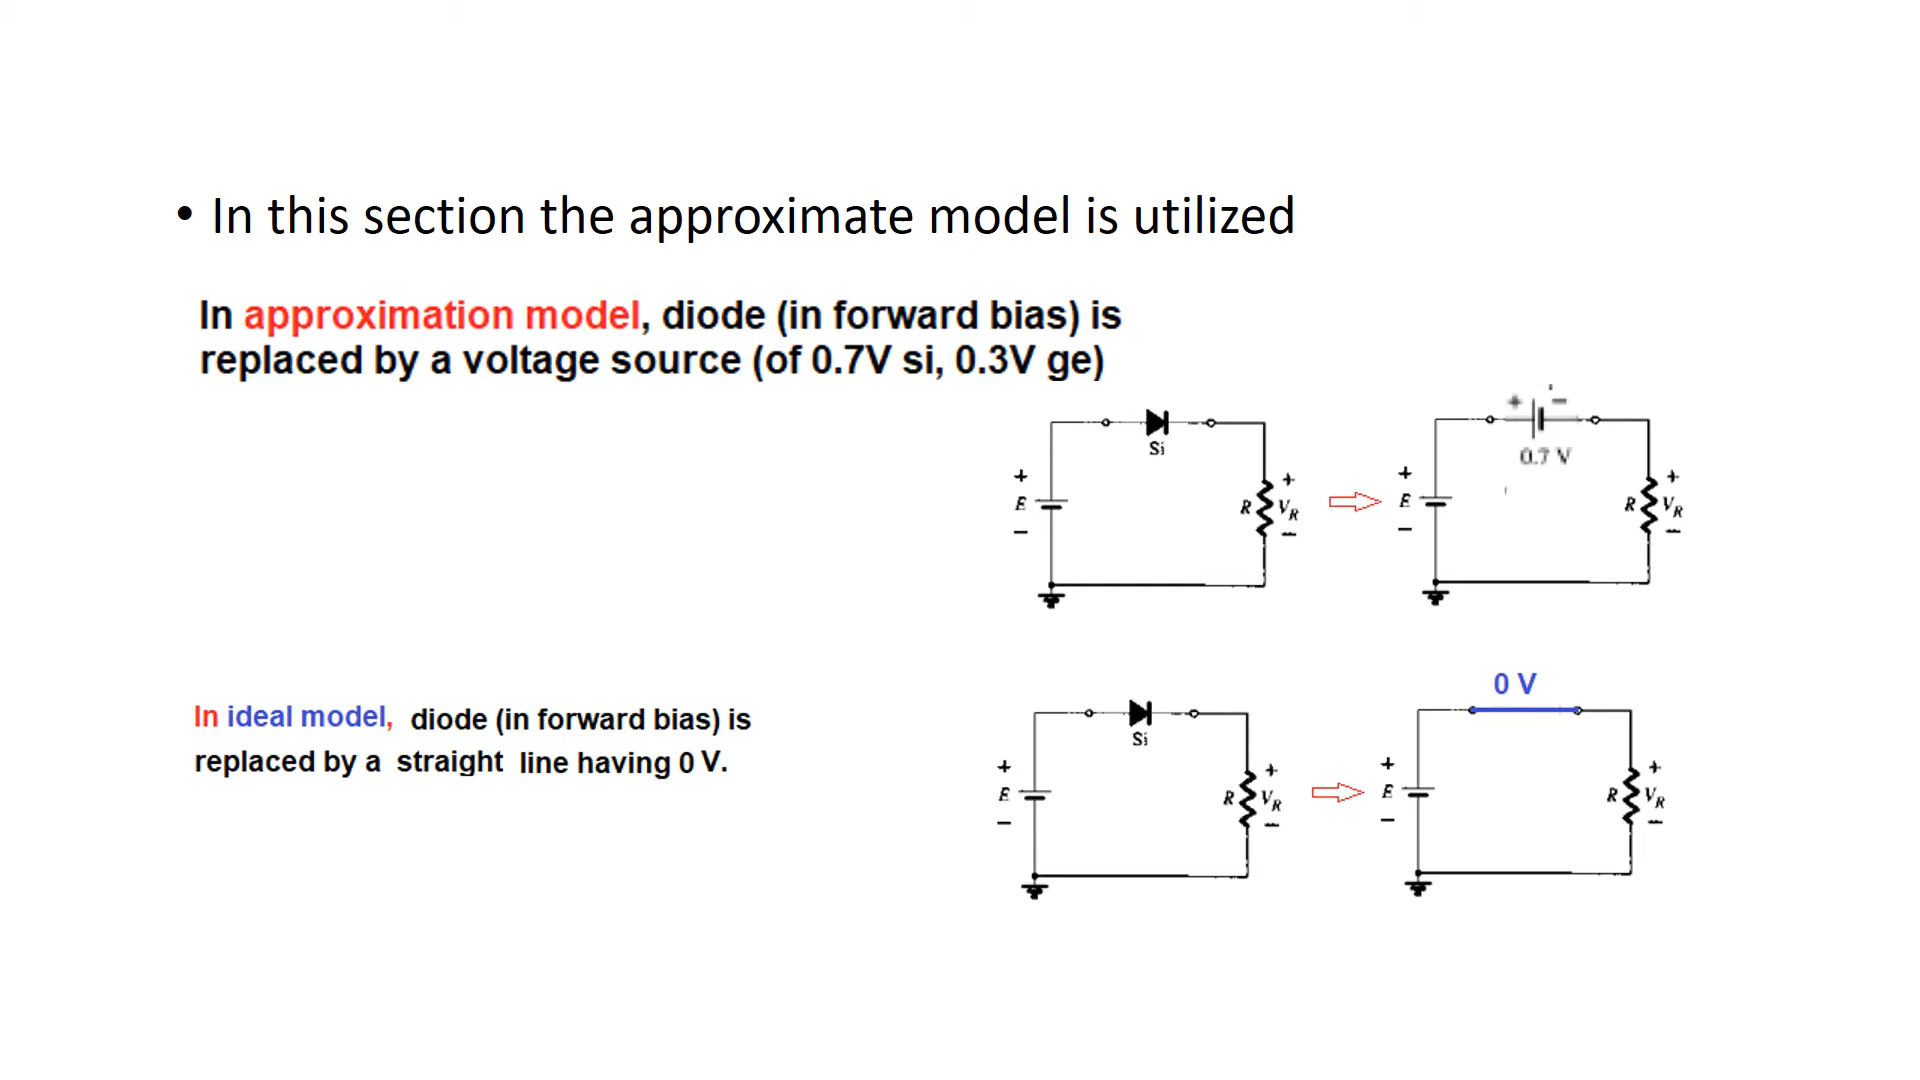 • In this section the approximate model is utilized
In approximation model, diode (in forward bias) is
replaced by a voltage source (of 0.7V si, 0.3V ge)
Si
+
E
−
R
+
VR
−
+ −
0.7 V
+
E
−
R
+
VR
−
In ideal model, diode (in forward bias) is
replaced by a straight line having 0 V.
Si
+
E
−
R
+
VR
−
0 V
+
E
−
R
+
VR
−